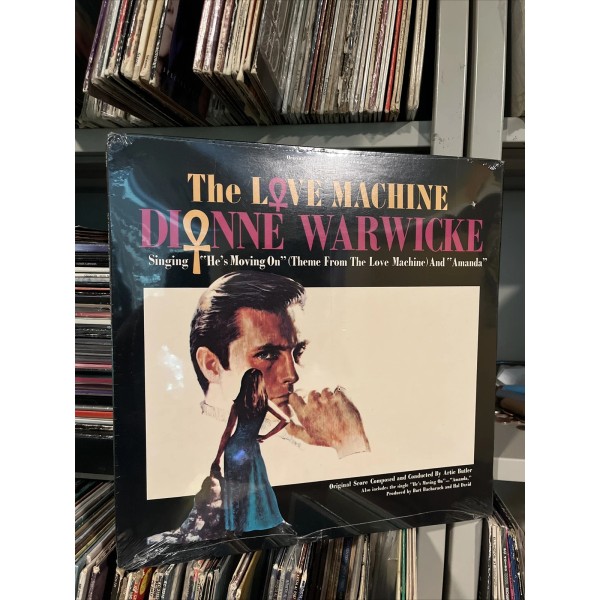 The LOVE MACHINE
DIONNE WARWICKE
Singing "He's Moving On" (Theme From The Love Machine) And "Amanda"
Original Score Composed and Conducted By Artie Butler
Also includes the single "He's Moving On"—"Amanda,"
Produced by Burt Bacharach and Hal David